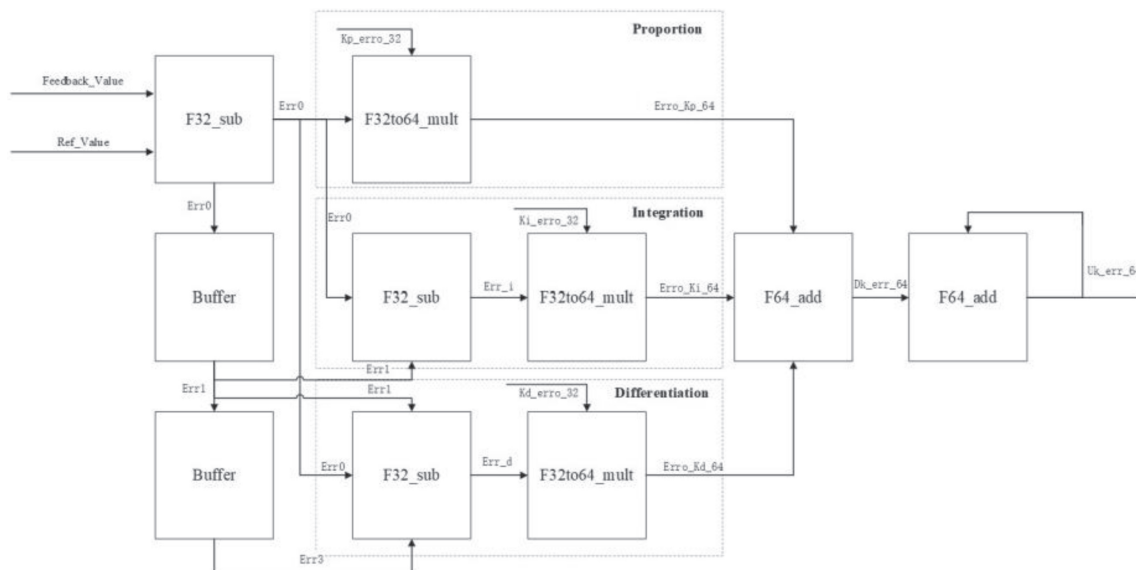 Proportion
Kp_erro_32
Feedback_Value
F32_sub
Err0
F32to64_mult
Erro_Kp_64
Ref_Value
Err0
Err0
Integration
Ki_erro_32
Buffer
F32_sub
Err_i
F32to64_mult
Erro_Ki_64
F64_add
Dk_err_64
F64_add
Uk_err_64
Err1
Err1
Err1
Differentiation
Kd_erro_32
Buffer
Err0
F32_sub
Err_d
F32to64_mult
Erro_Kd_64
Err3